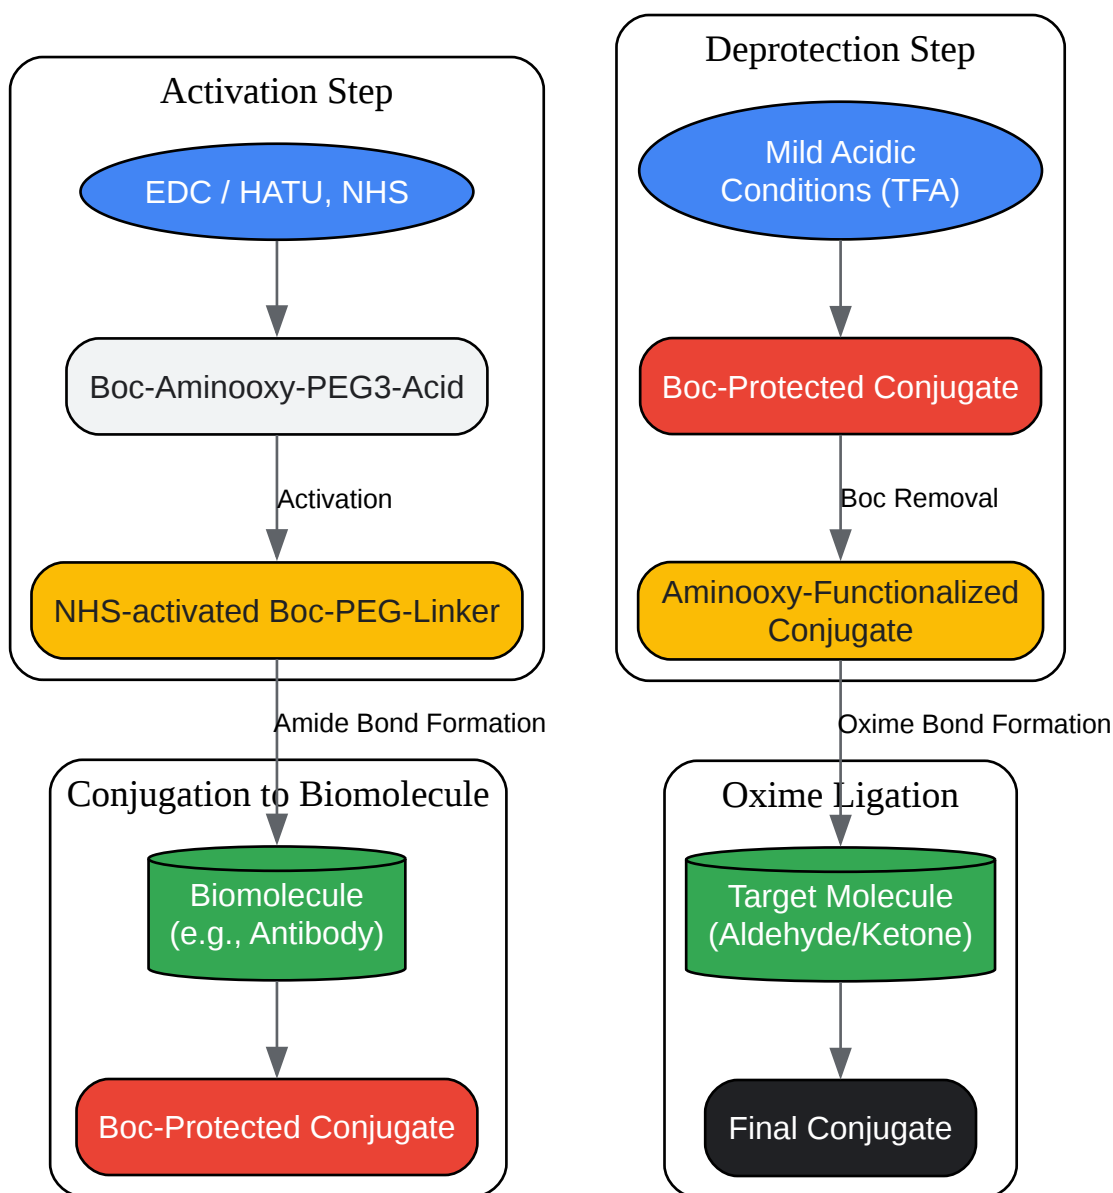 Activation Step
EDC / HATU, NHS
Boc-Aminooxy-PEG3-Acid
Activation
NHS-activated Boc-PEG-Linker
Amide Bond Formation
Conjugation to Biomolecule
Biomolecule
(e.g., Antibody)
Boc-Protected Conjugate
Deprotection Step
Mild Acidic
Conditions (TFA)
Boc-Protected Conjugate
Boc Removal
Aminooxy-Functionalized
Conjugate
Oxime Bond Formation
Oxime Ligation
Target Molecule
(Aldehyde/Ketone)
Final Conjugate